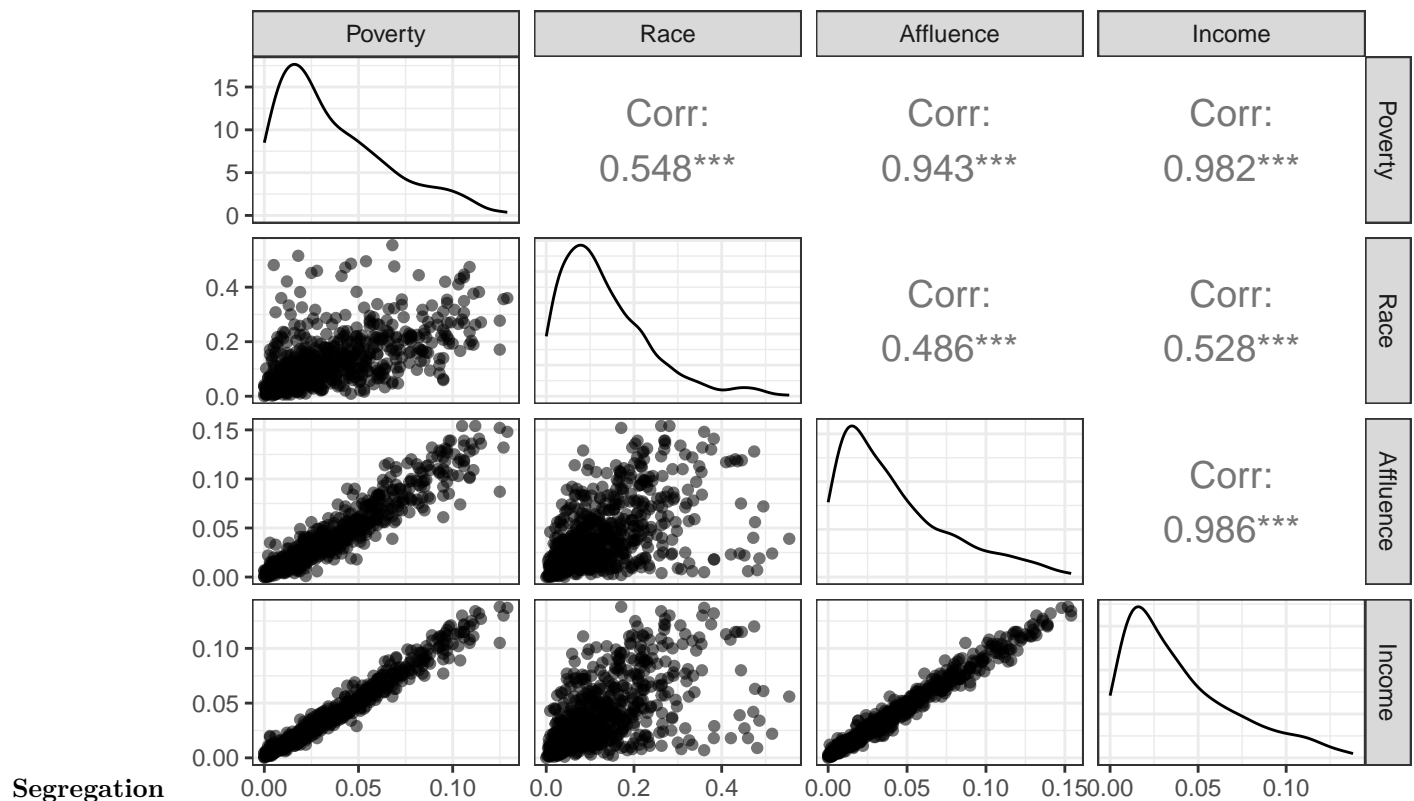 Poverty Race Affluence Income
15
10
5
0
Corr:
0.548***
Corr:
0.943***
Corr:
0.982***
Poverty
0.4
0.2
0.0
Corr:
0.486***
Corr:
0.528***
Race
0.15
0.10
0.05
0.00
Corr:
0.986***
Affluence
0.10
0.05
0.00
Income
Segregation
0.00 0.05 0.10 0.0 0.2 0.4 0.00 0.05 0.10 0.15 0.00 0.05 0.10